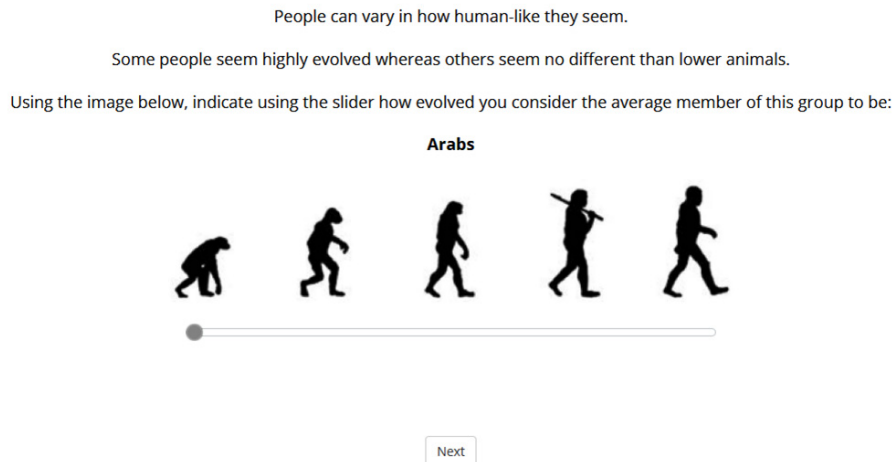 People can vary in how human-like they seem.
Some people seem highly evolved whereas others seem no different than lower animals.
Using the image below, indicate using the slider how evolved you consider the average member of this group to be:
Arabs
Next